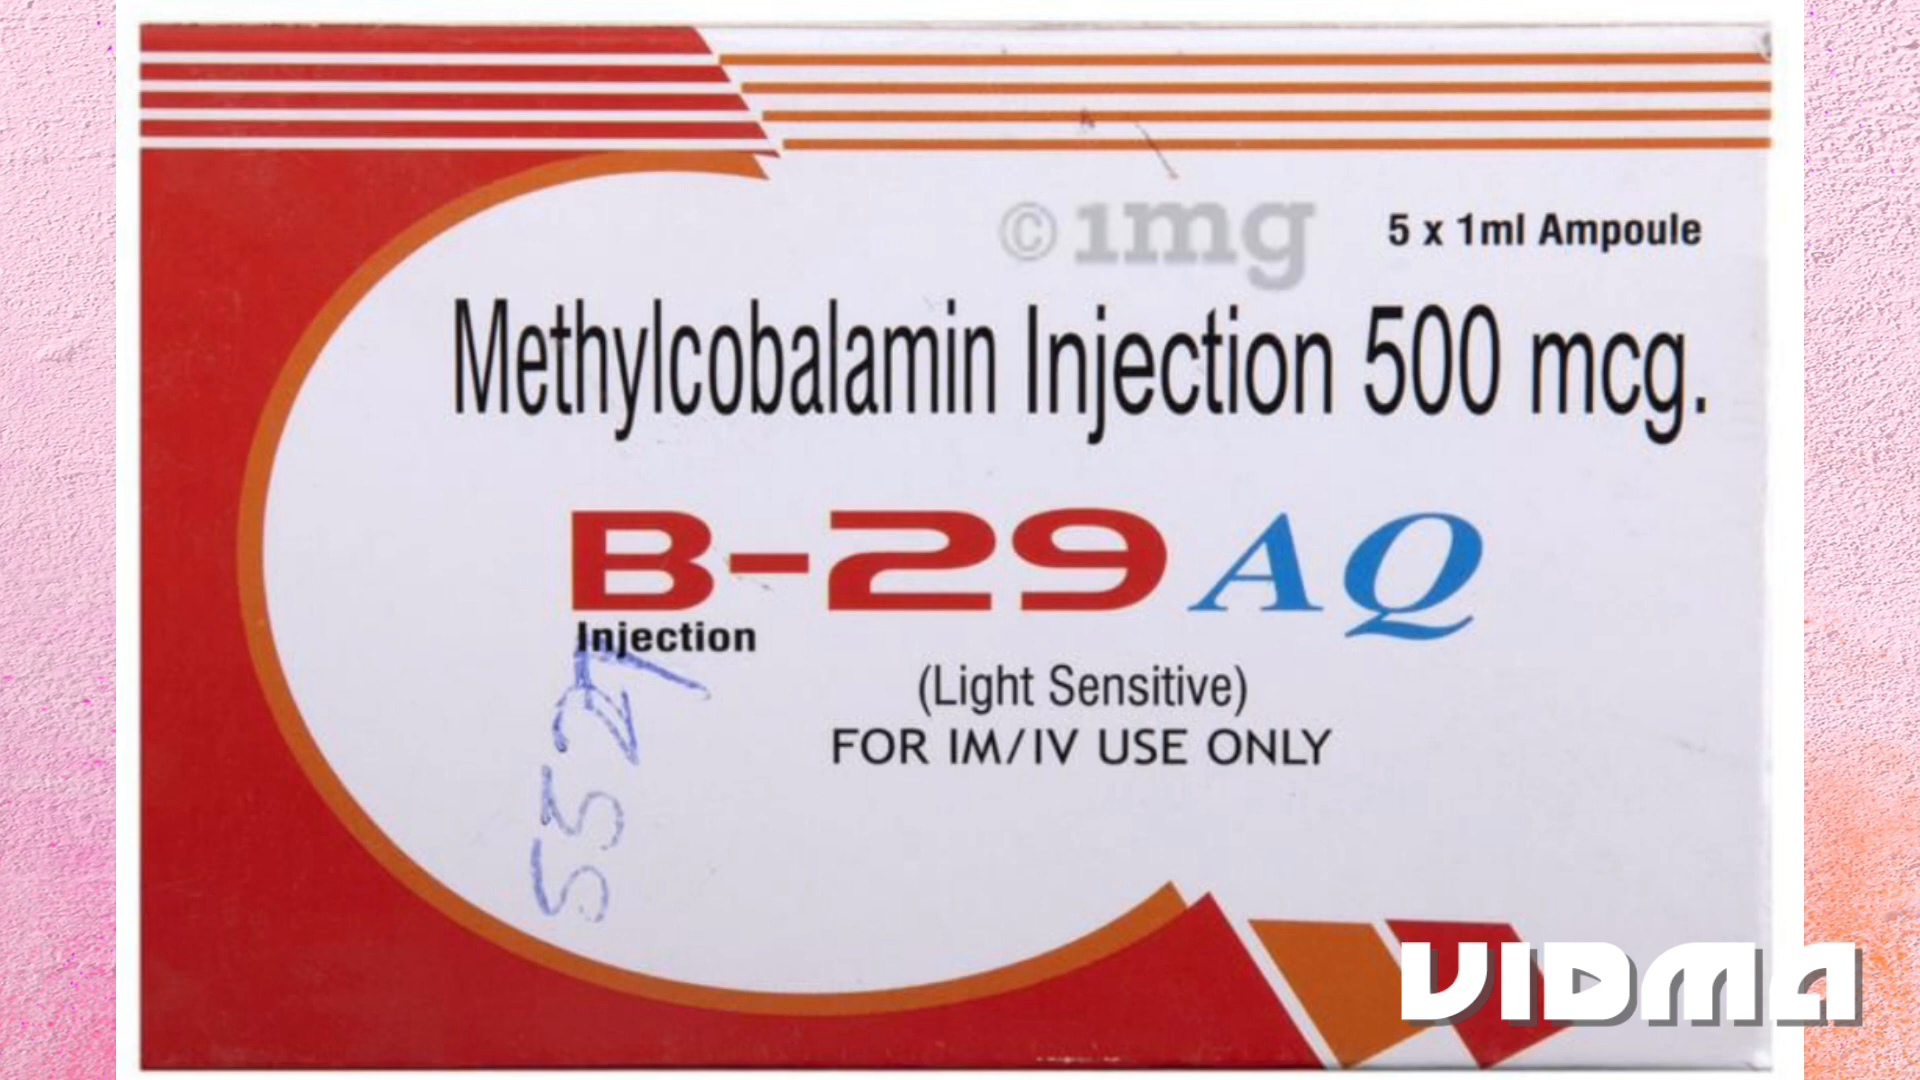 © 1mg
5 x 1ml Ampoule
Methylcobalamin Injection 500 mcg.
B-29 AQ
Injection
(Light Sensitive)
FOR IM/IV USE ONLY
5527
VIDMA